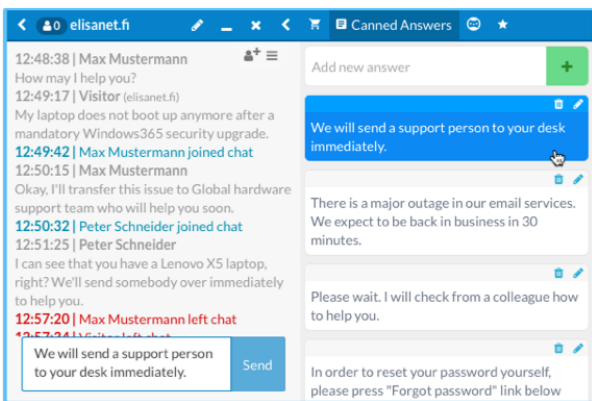 0 elisanet.fi
12:48:38 | Max Mustermann
How may I help you?
12:49:17 | Visitor (elisanet.fi)
My laptop does not boot up anymore after a
mandatory Windows365 security upgrade.
12:49:42 | Max Mustermann joined chat
12:50:15 | Max Mustermann
Okay, I'll transfer this issue to Global hardware
support team who will help you soon.
12:50:32 | Peter Schneider joined chat
12:51:25 | Peter Schneider
I can see that you have a Lenovo X5 laptop,
right? We'll send somebody over immediately
to help you.
12:57:20 | Max Mustermann left chat
12:57:34 | Visitor left chat
We will send a support person
to your desk immediately.
Send
Canned Answers
Add new answer
We will send a support person to your desk
immediately.
There is a major outage in our email services.
We expect to be back in business in 30
minutes.
Please wait. I will check from a colleague how
to help you.
In order to reset your password yourself,
please press "Forgot password" link below